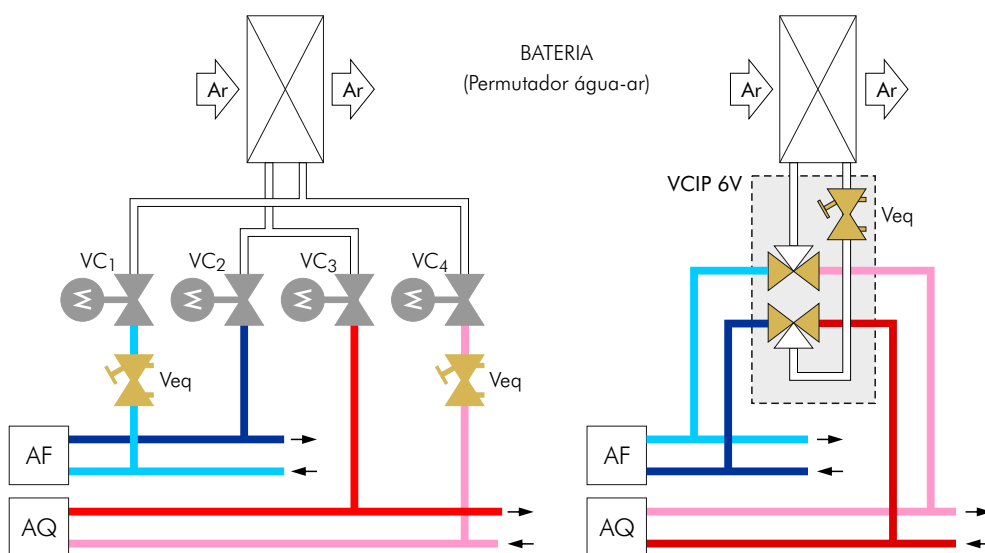 BATERIA
(Permutador água-ar)
Ar
Ar
Ar
Ar
VCIP 6V
Veq
VC1
VC2
VC3
VC4
M
M
M
M
Veq
Veq
AF
AQ
AF
AQ